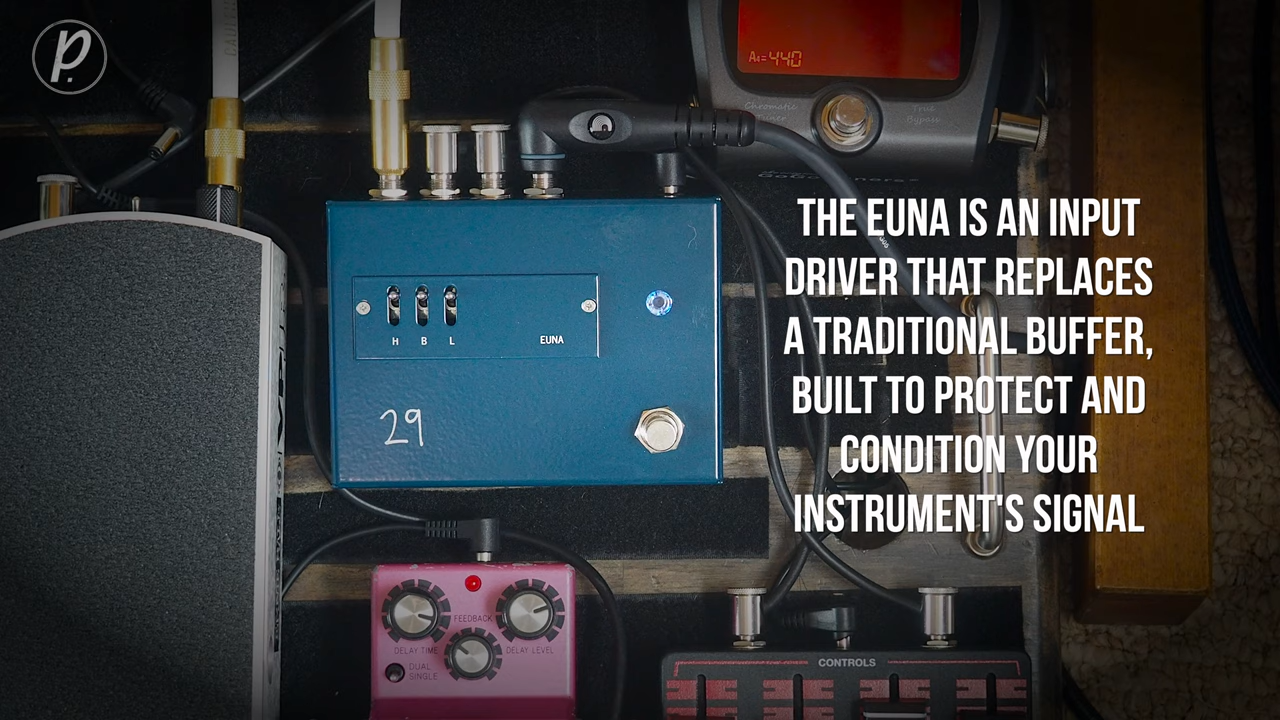 P.
A4=440
Chromatic
Tuner
True
Bypass
THE EUNA IS AN INPUT
DRIVER THAT REPLACES
A TRADITIONAL BUFFER,
BUILT TO PROTECT AND
CONDITION YOUR
INSTRUMENT'S SIGNAL
H B L
EUNA
29
FEEDBACK
DELAY TIME
DELAY LEVEL
DUAL
SINGLE
CONTROLS